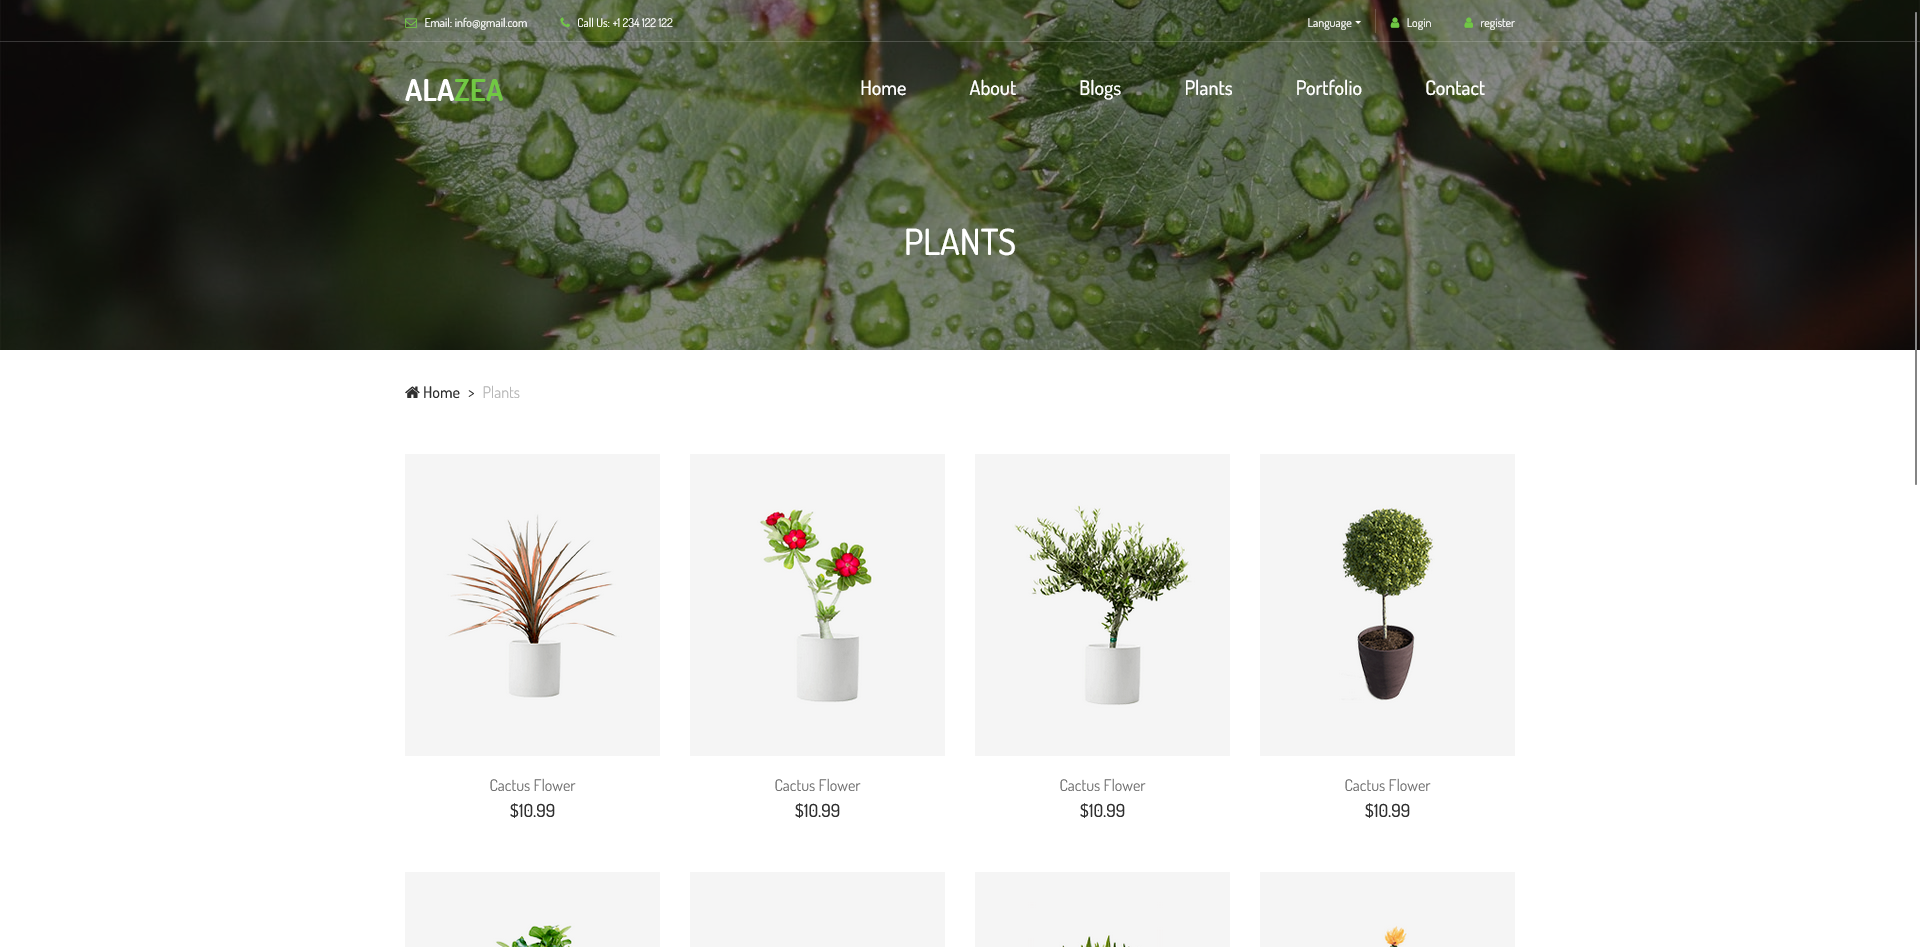 Email: info@gmail.com
Call Us: +1 234 122 122
Language
Login
register
ALAZEA
Home
About
Blogs
Plants
Portfolio
Contact
PLANTS
Home > Plants
Cactus Flower
$10.99
Cactus Flower
$10.99
Cactus Flower
$10.99
Cactus Flower
$10.99